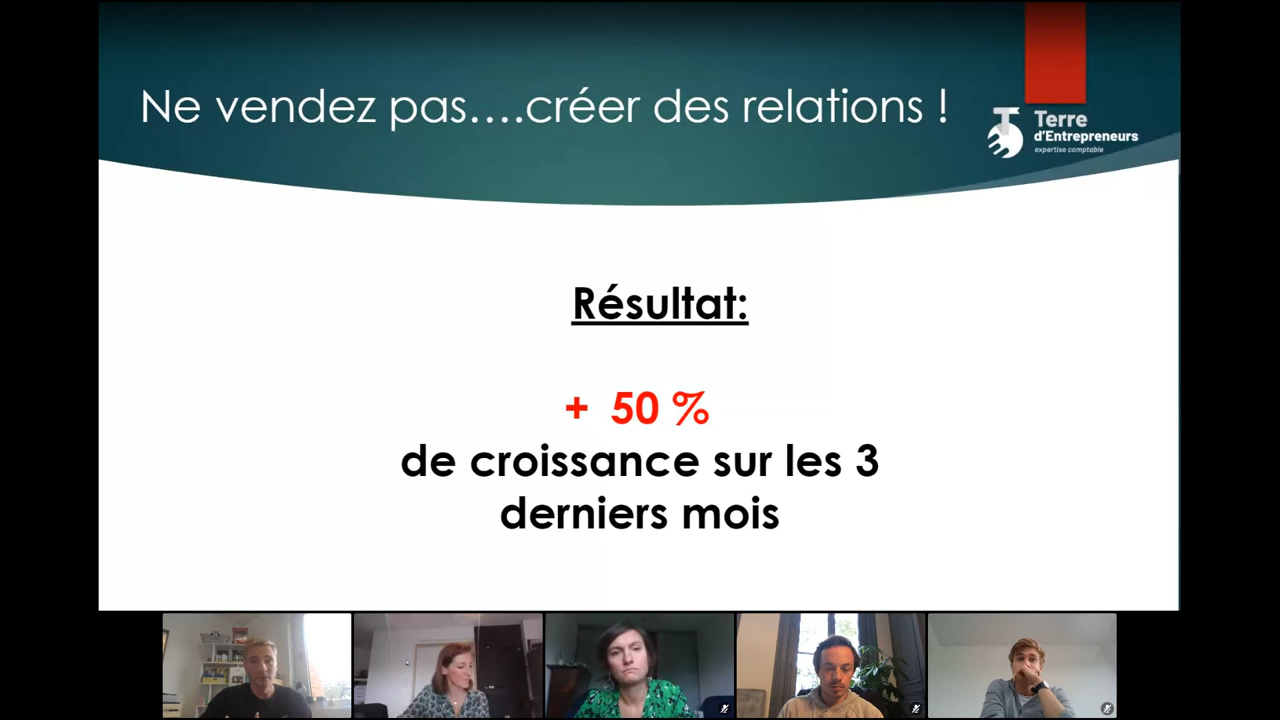 Ne vendez pas....créer des relations !
Terre
d'Entrepreneurs
expertise comptable
Résultat:
+ 50 %
de croissance sur les 3
derniers mois